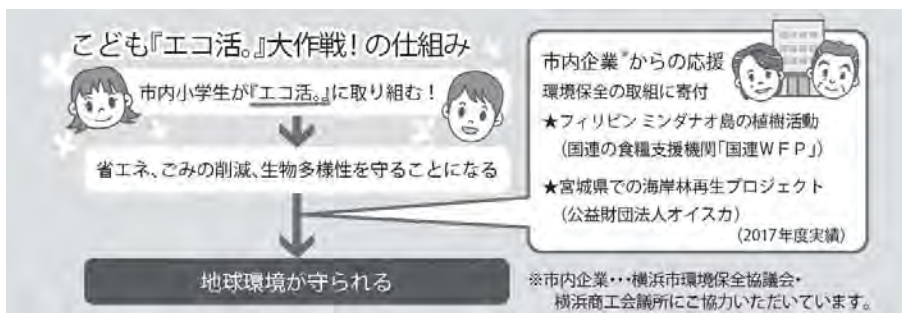 こども『エコ活。』大作戦！の仕組み
市内小学生が『エコ活。』に取り組む！
省エネ、ごみの削減、生物多様性を守ることになる
地球環境が守られる
市内企業※からの応援
環境保全の取組に寄付
★フィリピン ミンダナオ島の植樹活動
（国連の食糧支援機関「国連ＷＦＰ」）
★宮城県での海岸林再生プロジェクト
（公益財団法人オイスカ）
（2017年度実績）
※市内企業・・・横浜市環境保全協議会・
横浜商工会議所にご協力いただいています。